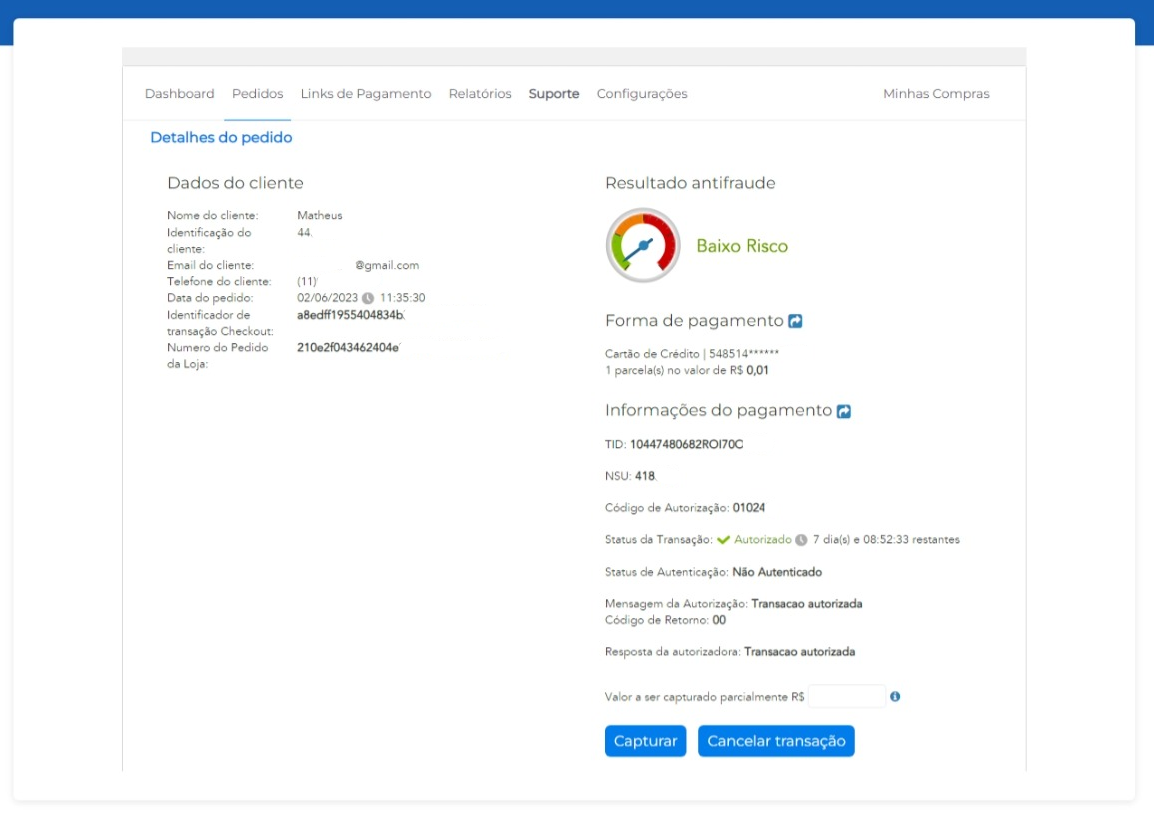 Dashboard Pedidos Links de Pagamento Relatórios Suporte Configurações Minhas Compras
Detalhes do pedido
Dados do cliente
Nome do cliente: Matheus
Identificação do 44.
cliente:
Email do cliente: @gmail.com
Telefone do cliente: (11)
Data do pedido: 02/06/2023 11:35:30
Identificador de a8edff1955404834b.
transação Checkout:
Numero do Pedido 210e2f043462404e
da Loja:
Resultado antifraude
Baixo Risco
Forma de pagamento
Cartão de Crédito | 548514******
1 parcela(s) no valor de R$ 0,01
Informações do pagamento
TID: 10447480682ROI70C
NSU: 418.
Código de Autorização: 01024
Status da Transação: Autorizado 7 dia(s) e 08:52:33 restantes
Status de Autenticação: Não Autenticado
Mensagem da Autorização: Transacao autorizada
Código de Retorno: 00
Resposta da autorizadora: Transacao autorizada
Valor a ser capturado parcialmente R$
Capturar Cancelar transação